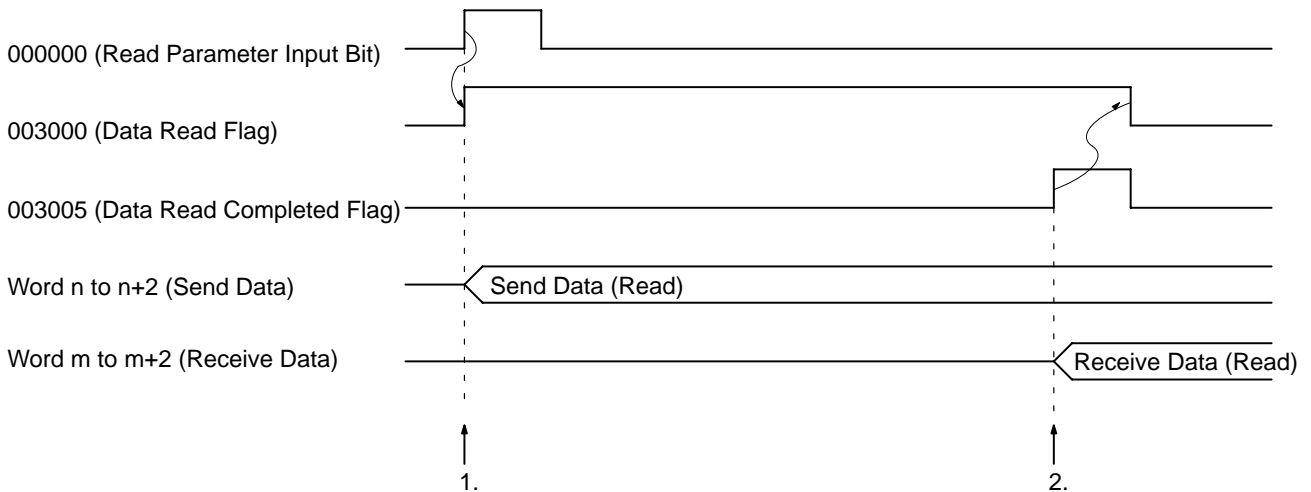 000000 (Read Parameter Input Bit)
003000 (Data Read Flag)
003005 (Data Read Completed Flag)
Word n to n+2 (Send Data)
Send Data (Read)
Word m to m+2 (Receive Data)
Receive Data (Read)
1.
2.